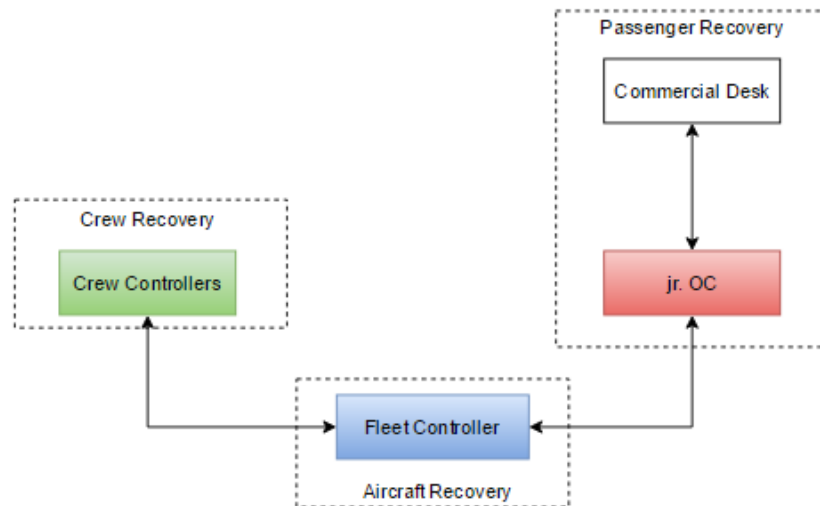 Passenger Recovery
Commercial Desk
Crew Recovery
Crew Controllers
jr. OC
Fleet Controller
Aircraft Recovery